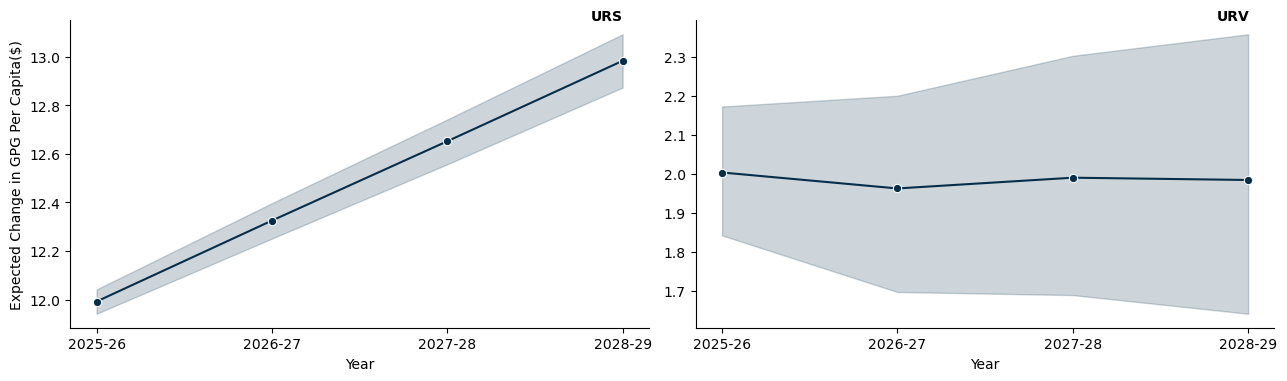 URS
Expected Change in GPG Per Capita($)
13.0
12.8
12.6
12.4
12.2
12.0
2025-26 2026-27 2027-28 2028-29
Year
URV
2.3
2.2
2.1
2.0
1.9
1.8
1.7
2025-26 2026-27 2027-28 2028-29
Year